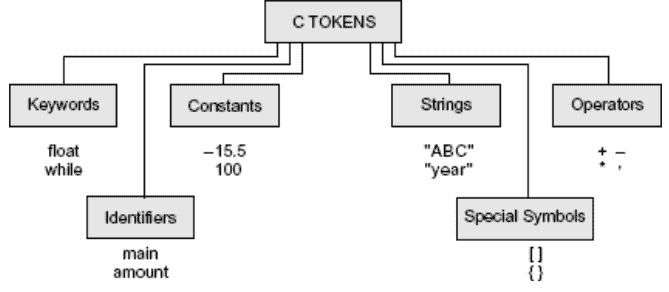 C TOKENS
Keywords
float
while
Identifiers
main
amount
Constants
–15.5
100
Strings
"ABC"
"year"
Special Symbols
[ ]
{ }
Operators
+ –
* ,